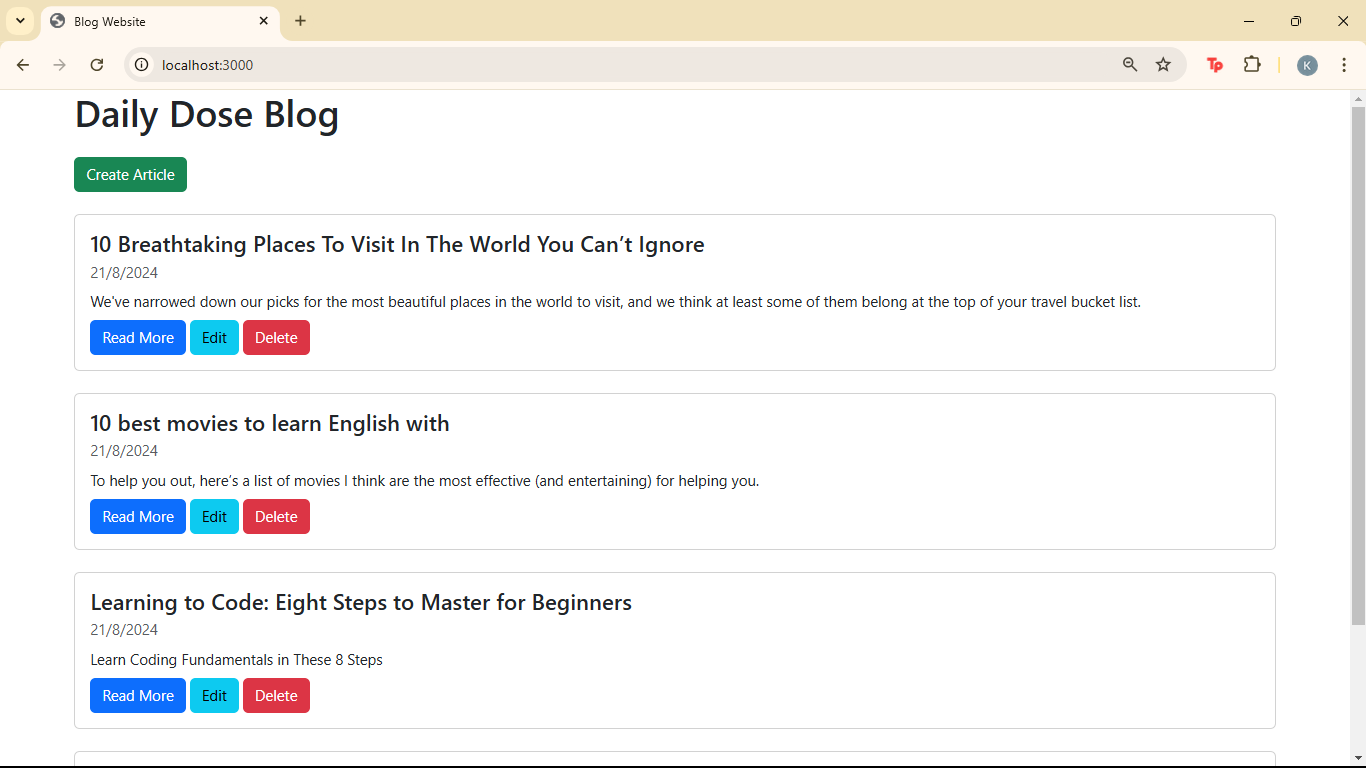 Blog Website
localhost:3000
Tp
K
Daily Dose Blog
Create Article
10 Breathtaking Places To Visit In The World You Can’t Ignore
21/8/2024
We've narrowed down our picks for the most beautiful places in the world to visit, and we think at least some of them belong at the top of your travel bucket list.
Read More Edit Delete
10 best movies to learn English with
21/8/2024
To help you out, here’s a list of movies I think are the most effective (and entertaining) for helping you.
Read More Edit Delete
Learning to Code: Eight Steps to Master for Beginners
21/8/2024
Learn Coding Fundamentals in These 8 Steps
Read More Edit Delete